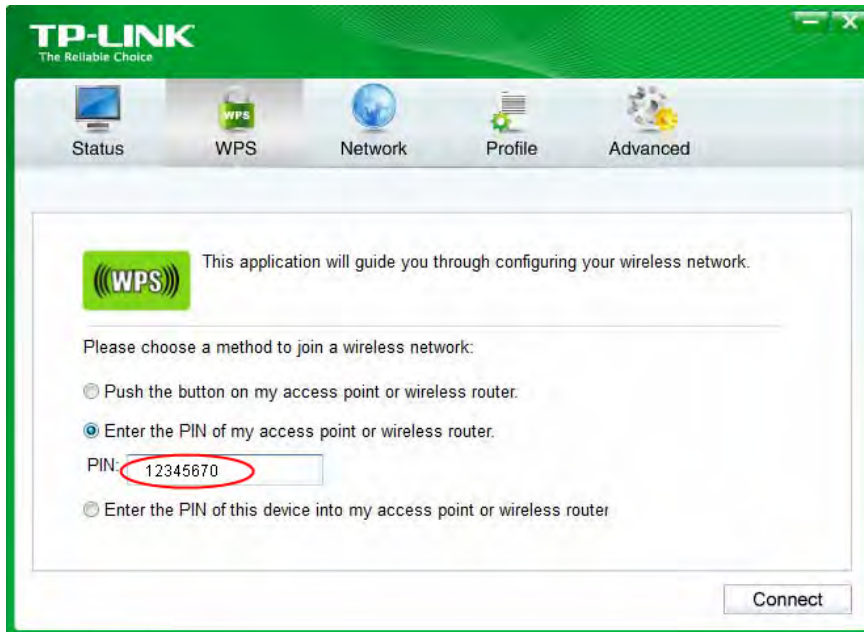 TP-LINK
The Reliable Choice
Status WPS Network Profile Advanced
WPS
(((WPS))) This application will guide you through configuring your wireless network.
Please choose a method to join a wireless network:
Push the button on my access point or wireless router.
Enter the PIN of my access point or wireless router.
PIN: 12345670
Enter the PIN of this device into my access point or wireless router
Connect